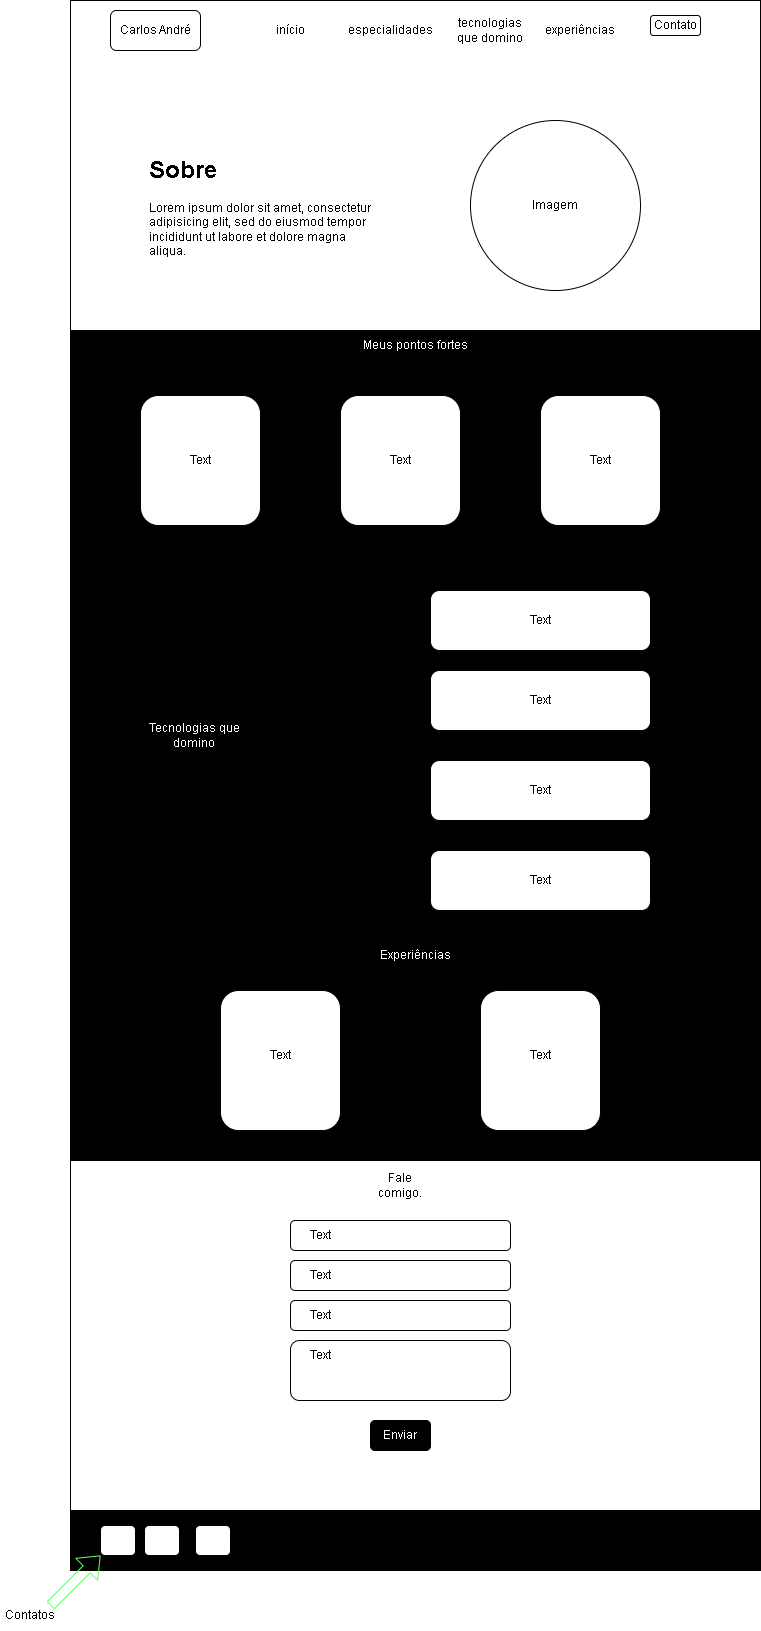 Carlos André
início
especialidades
tecnologias
que domino
experiências
Contato
Sobre
Lorem ipsum dolor sit amet, consectetur
adipisicing elit, sed do eiusmod tempor
incididunt ut labore et dolore magna
aliqua.
Imagem
Meus pontos fortes
Text
Text
Text
Tecnologias que
domino
Text
Text
Text
Text
Experiências
Text
Text
Fale
comigo.
Text
Text
Text
Text
Enviar
Contatos